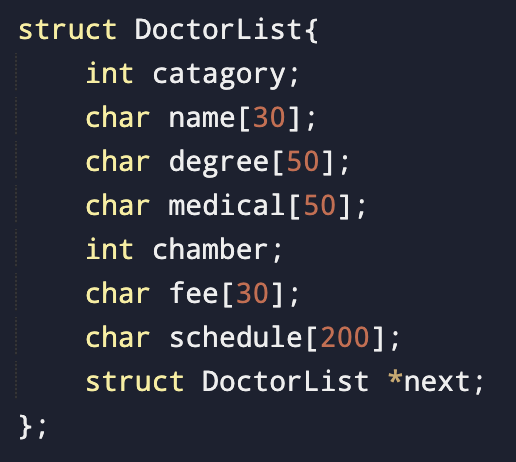 struct DoctorList{
    int catagory;
    char name[30];
    char degree[50];
    char medical[50];
    int chamber;
    char fee[30];
    char schedule[200];
    struct DoctorList *next;
};